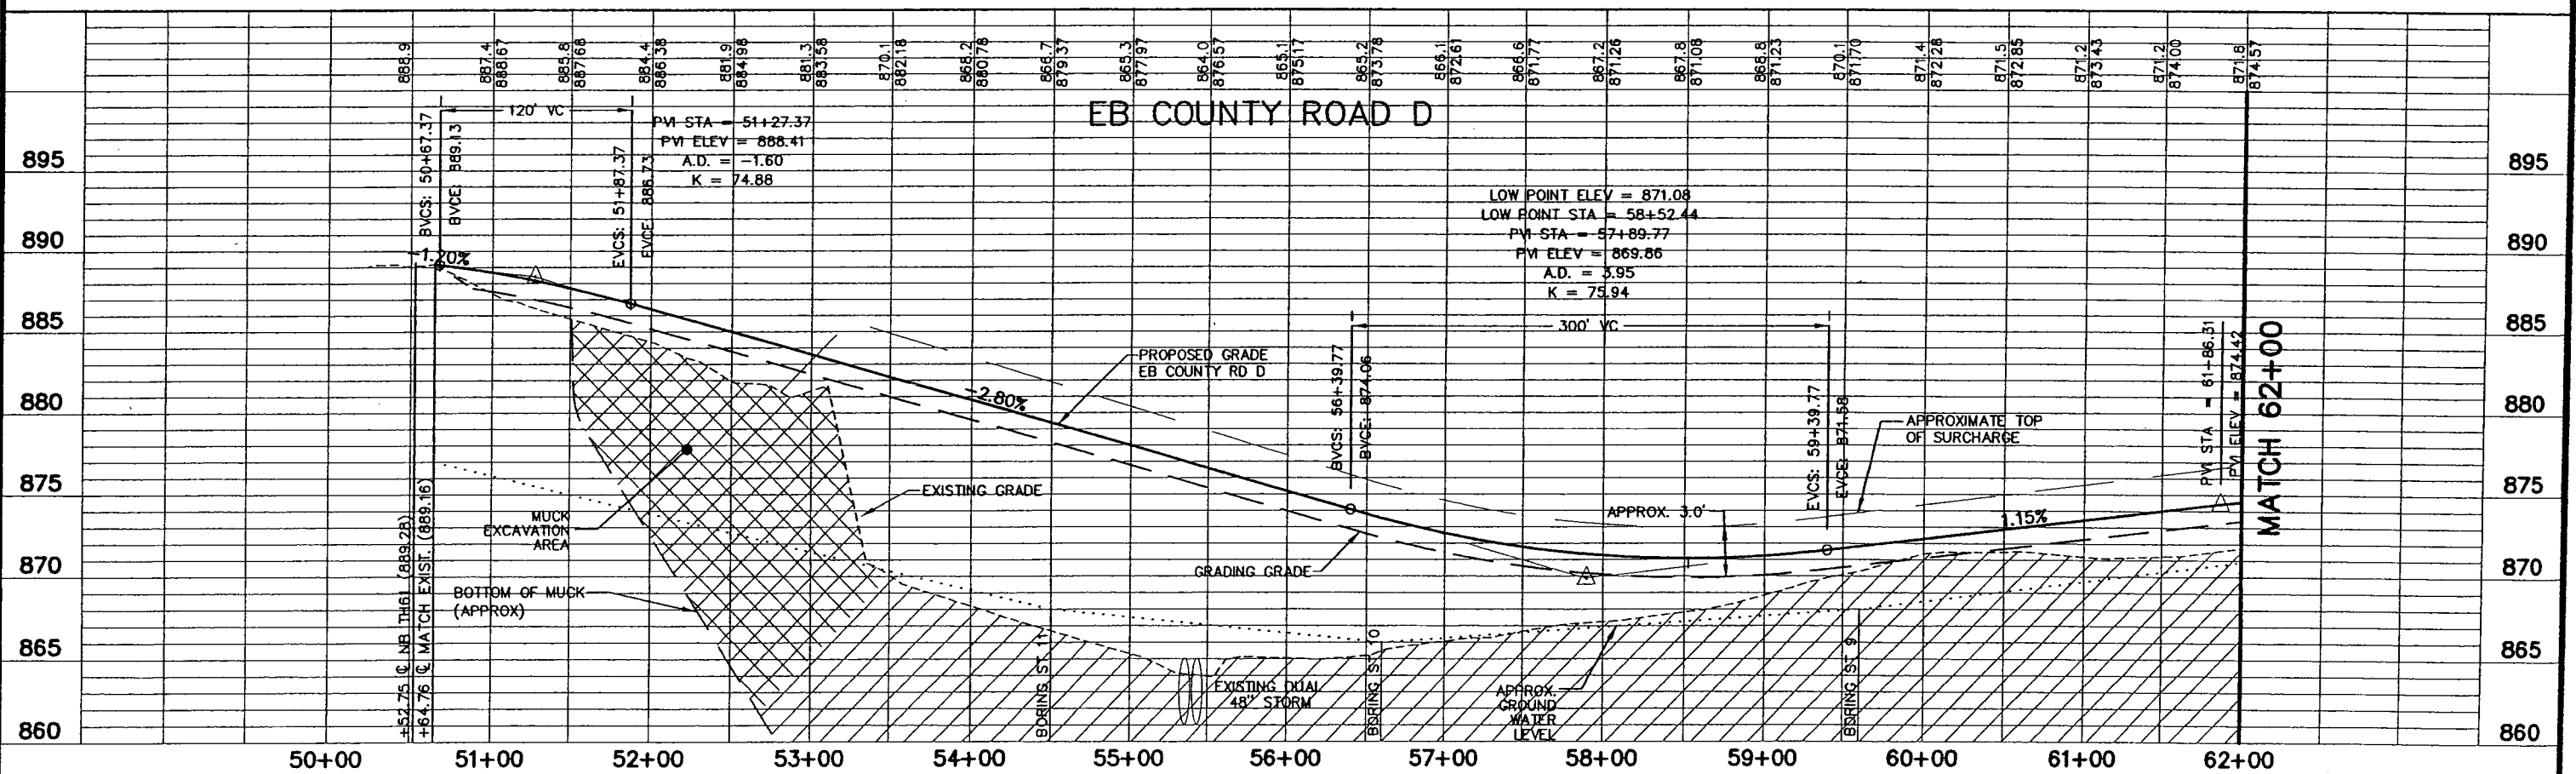 888.9
887.4
888.67
885.8
887.68
884.4
886.38
881.9
884.98
881.3
883.58
870.1
882.18
868.2
880.78
866.7
879.37
865.3
877.97
864.0
876.57
865.1
875.17
865.2
873.78
866.1
872.61
866.6
871.77
867.2
871.26
867.8
871.08
868.8
871.23
870.1
871.70
871.4
872.28
871.5
872.85
871.2
873.43
871.2
874.00
871.8
874.57
EB COUNTY ROAD D
120' VC
BVCS: 50+67.37
BVCE: 889.13
EVCS: 51+87.37
EVCE: 886.73
PVI STA = 51+27.37
PVI ELEV = 888.41
A.D. = -1.60
K = 74.88
LOW POINT ELEV = 871.08
LOW POINT STA = 58+52.44
PVI STA = 57+89.77
PVI ELEV = 869.86
A.D. = 3.95
K = 75.94
300' VC
BVCS: 56+39.77
BVCE: 874.06
EVCS: 59+39.77
EVCE: 871.58
PVI STA = 61+86.31
PVI ELEV = 874.42
MATCH 62+00
895
890
885
880
875
870
865
860
895
890
885
880
875
870
865
860
-1.20%
-2.80%
1.15%
PROPOSED GRADE
EB COUNTY RD D
EXISTING GRADE
MUCK
EXCAVATION
AREA
BOTTOM OF MUCK
(APPROX)
GRADING GRADE
APPROX. 3.0'
APPROXIMATE TOP
OF SURCHARGE
EXISTING DUAL
48" STORM
APPROX.
GROUND
WATER
LEVEL
BORING ST 11
BORING ST 10
BORING ST 9
+52.75 ℄ NB TH61 (889.28)
+64.76 ℄ MATCH EXIST. (889.16)
50+00
51+00
52+00
53+00
54+00
55+00
56+00
57+00
58+00
59+00
60+00
61+00
62+00